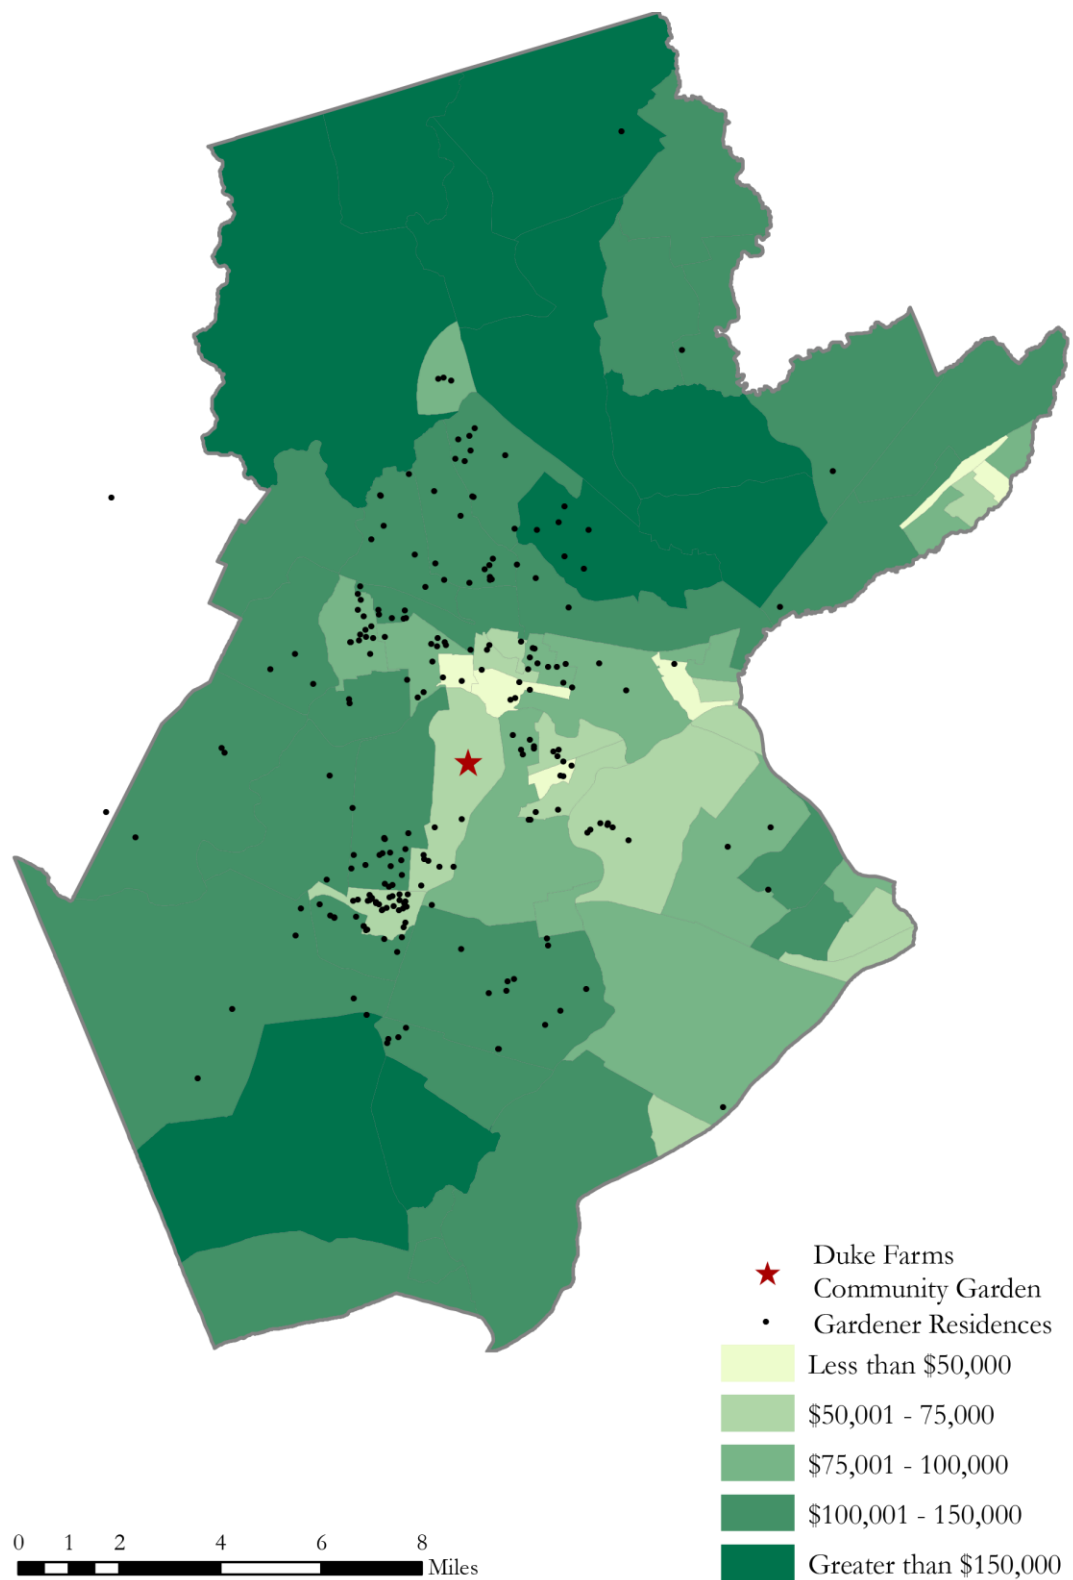 Duke Farms
Community Garden
Gardener Residences
Less than $50,000
$50,001 - 75,000
$75,001 - 100,000
$100,001 - 150,000
Greater than $150,000
0 1 2 4 6 8
Miles